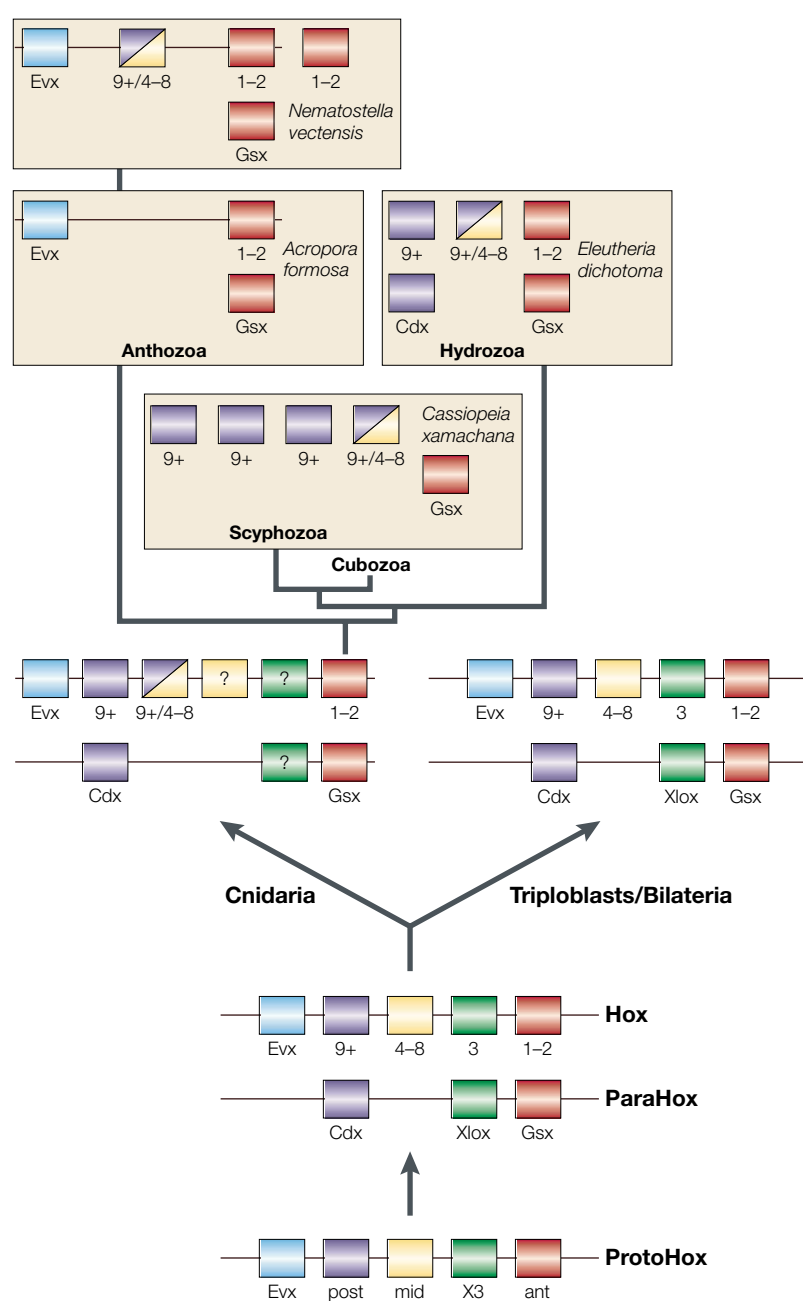 Evx 9+/4–8 1–2 1–2
Nematostella
vectensis
Gsx
Evx 1–2
Acropora
formosa
Gsx
Anthozoa
9+ 9+/4–8 1–2
Eleutheria
dichotoma
Cdx Gsx
Hydrozoa
Cassiopeia
xamachana
9+ 9+ 9+ 9+/4–8
Gsx
Scyphozoa
Cubozoa
? ?
Evx 9+ 9+/4–8 1–2
?
Cdx Gsx
Evx 9+ 4–8 3 1–2
Cdx Xlox Gsx
Cnidaria
Triploblasts/Bilateria
Hox
Evx 9+ 4–8 3 1–2
ParaHox
Cdx Xlox Gsx
ProtoHox
Evx post mid X3 ant